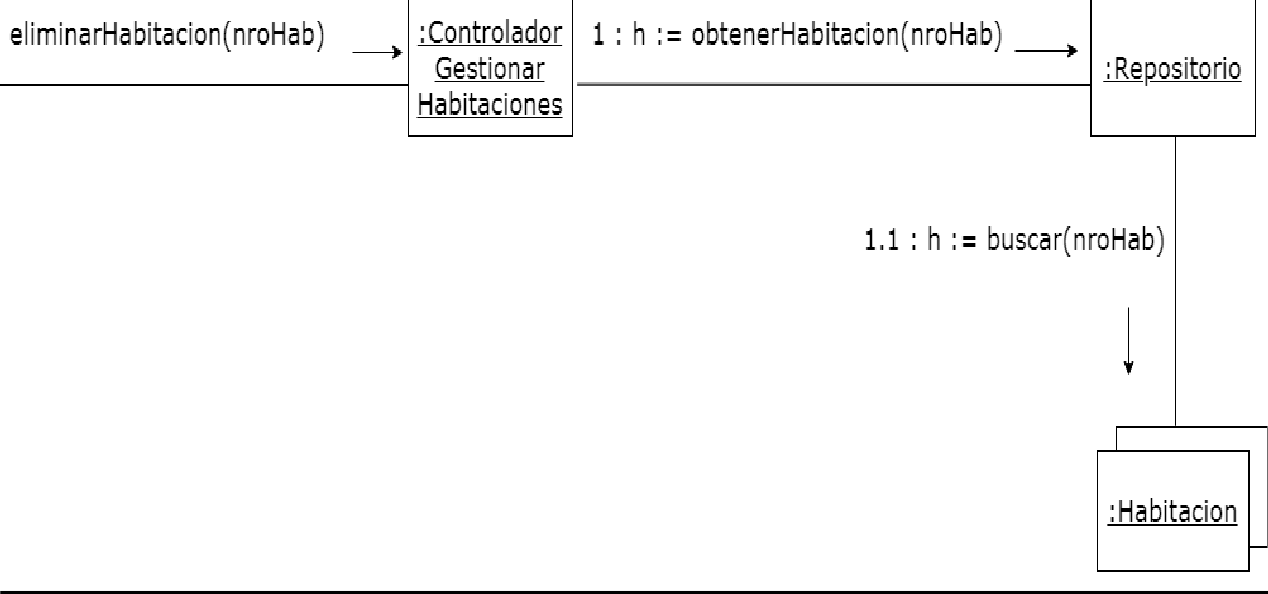 eliminarHabitacion(nroHab)
:Controlador
Gestionar
Habitaciones
1 : h := obtenerHabitacion(nroHab)
:Repositorio
1.1 : h := buscar(nroHab)
:Habitacion